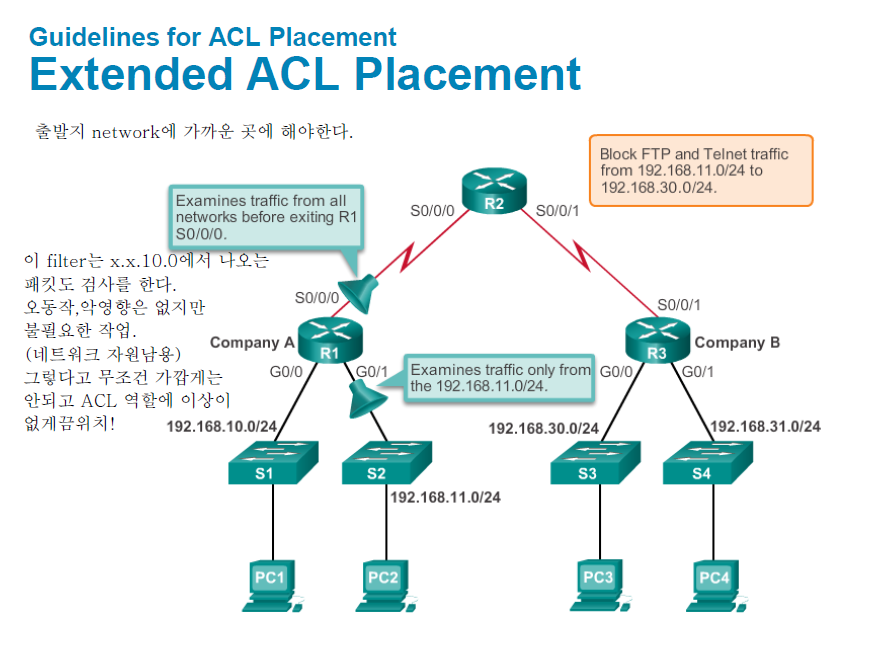 Guidelines for ACL Placement
Extended ACL Placement
출발지 network에 가까운 곳에 해야한다.
Block FTP and Telnet traffic
from 192.168.11.0/24 to
192.168.30.0/24.
Examines traffic from all
networks before exiting R1
S0/0/0.
R2
S0/0/0
S0/0/1
이 filter는 x.x.10.0에서 나오는
패킷도 검사를 한다.
오동작,악영향은 없지만
불필요한 작업.
(네트워크 자원남용)
그렇다고 무조건 가깝게는
안되고 ACL 역할에 이상이
없게끔위치!
S0/0/0
S0/0/1
Company A
R1
R3
Company B
G0/0
G0/1
Examines traffic only from
the 192.168.11.0/24.
G0/0
G0/1
192.168.10.0/24
192.168.30.0/24
192.168.31.0/24
S1
S2
S3
S4
192.168.11.0/24
PC1
PC2
PC3
PC4